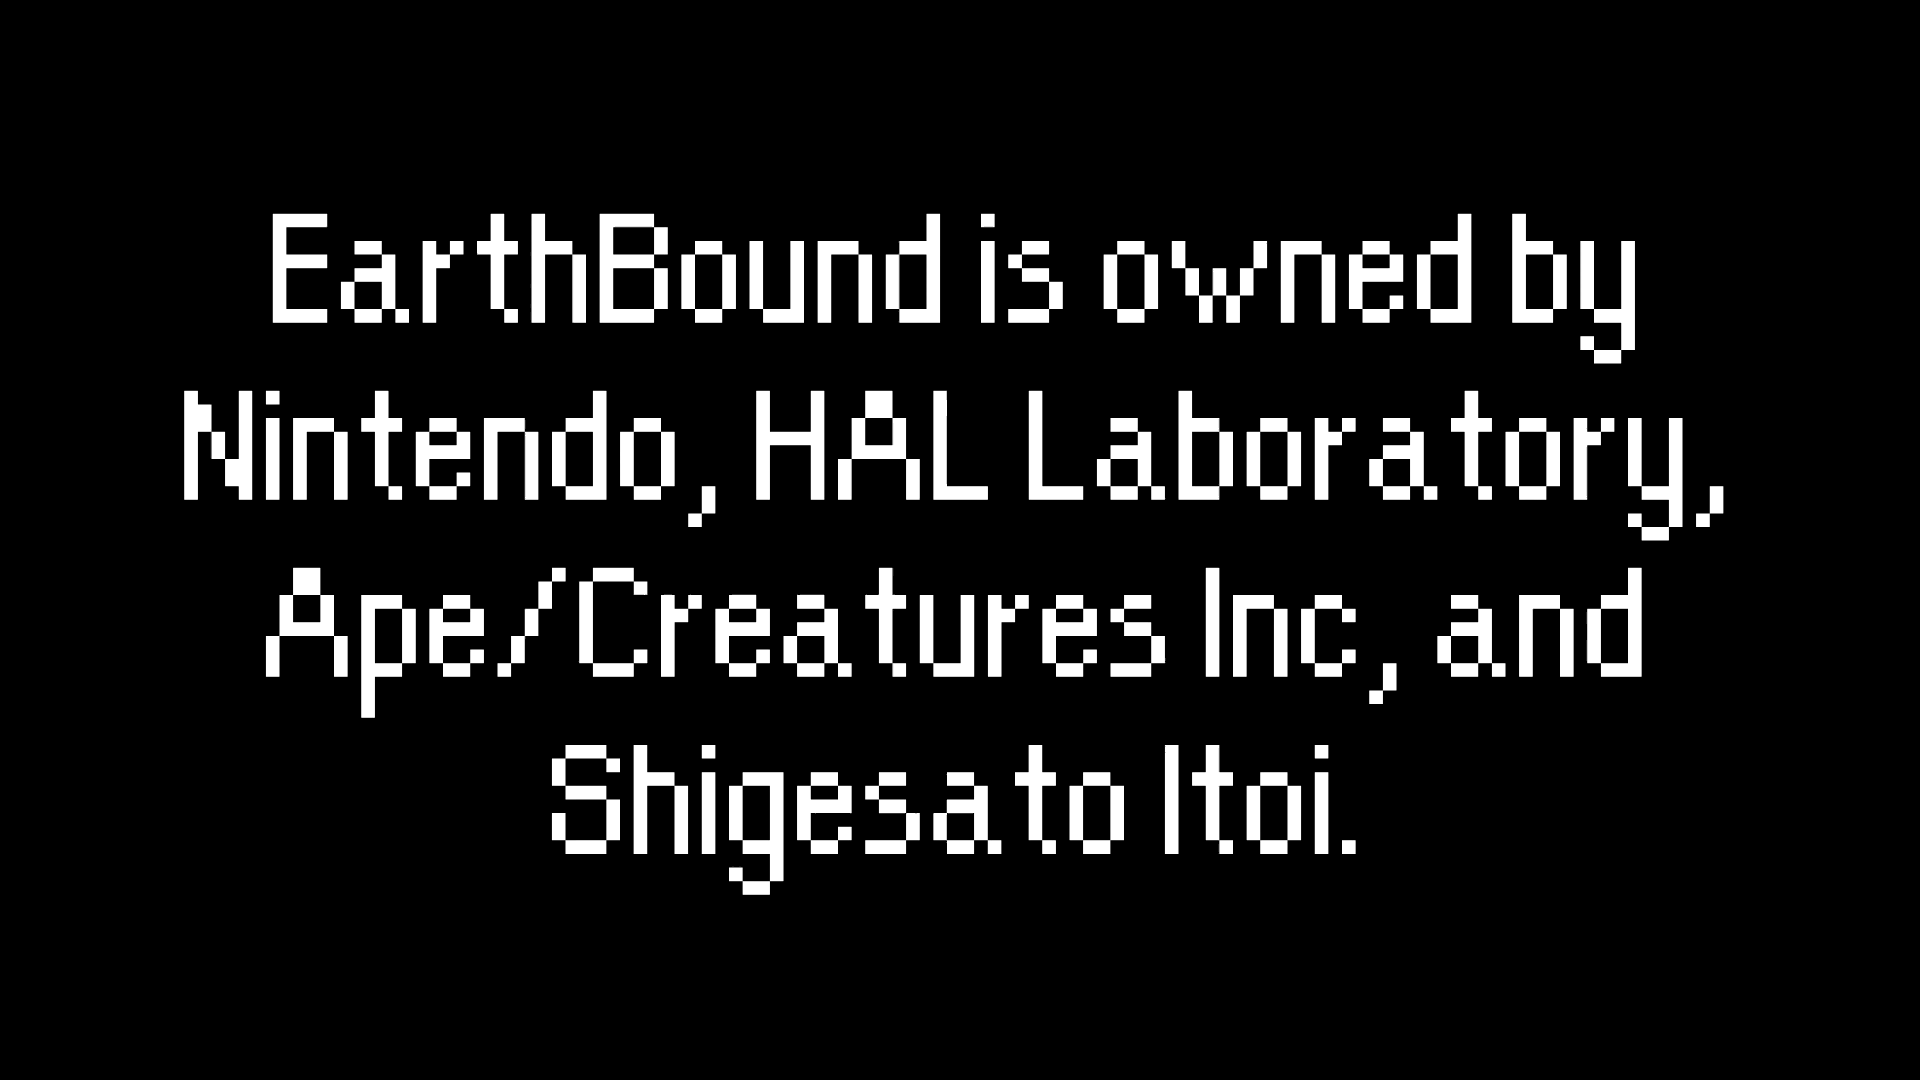 EarthBound is owned by
Nintendo, HAL Laboratory,
Ape/Creatures Inc, and
Shigesato Itoi.